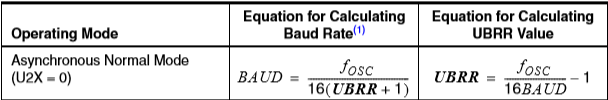 Operating Mode
Equation for Calculating
Baud Rate(1)
Equation for Calculating
UBRR Value
Asynchronous Normal Mode
(U2X = 0)
BAUD = fOSC / 16(UBRR + 1)
UBRR = fOSC / 16BAUD – 1